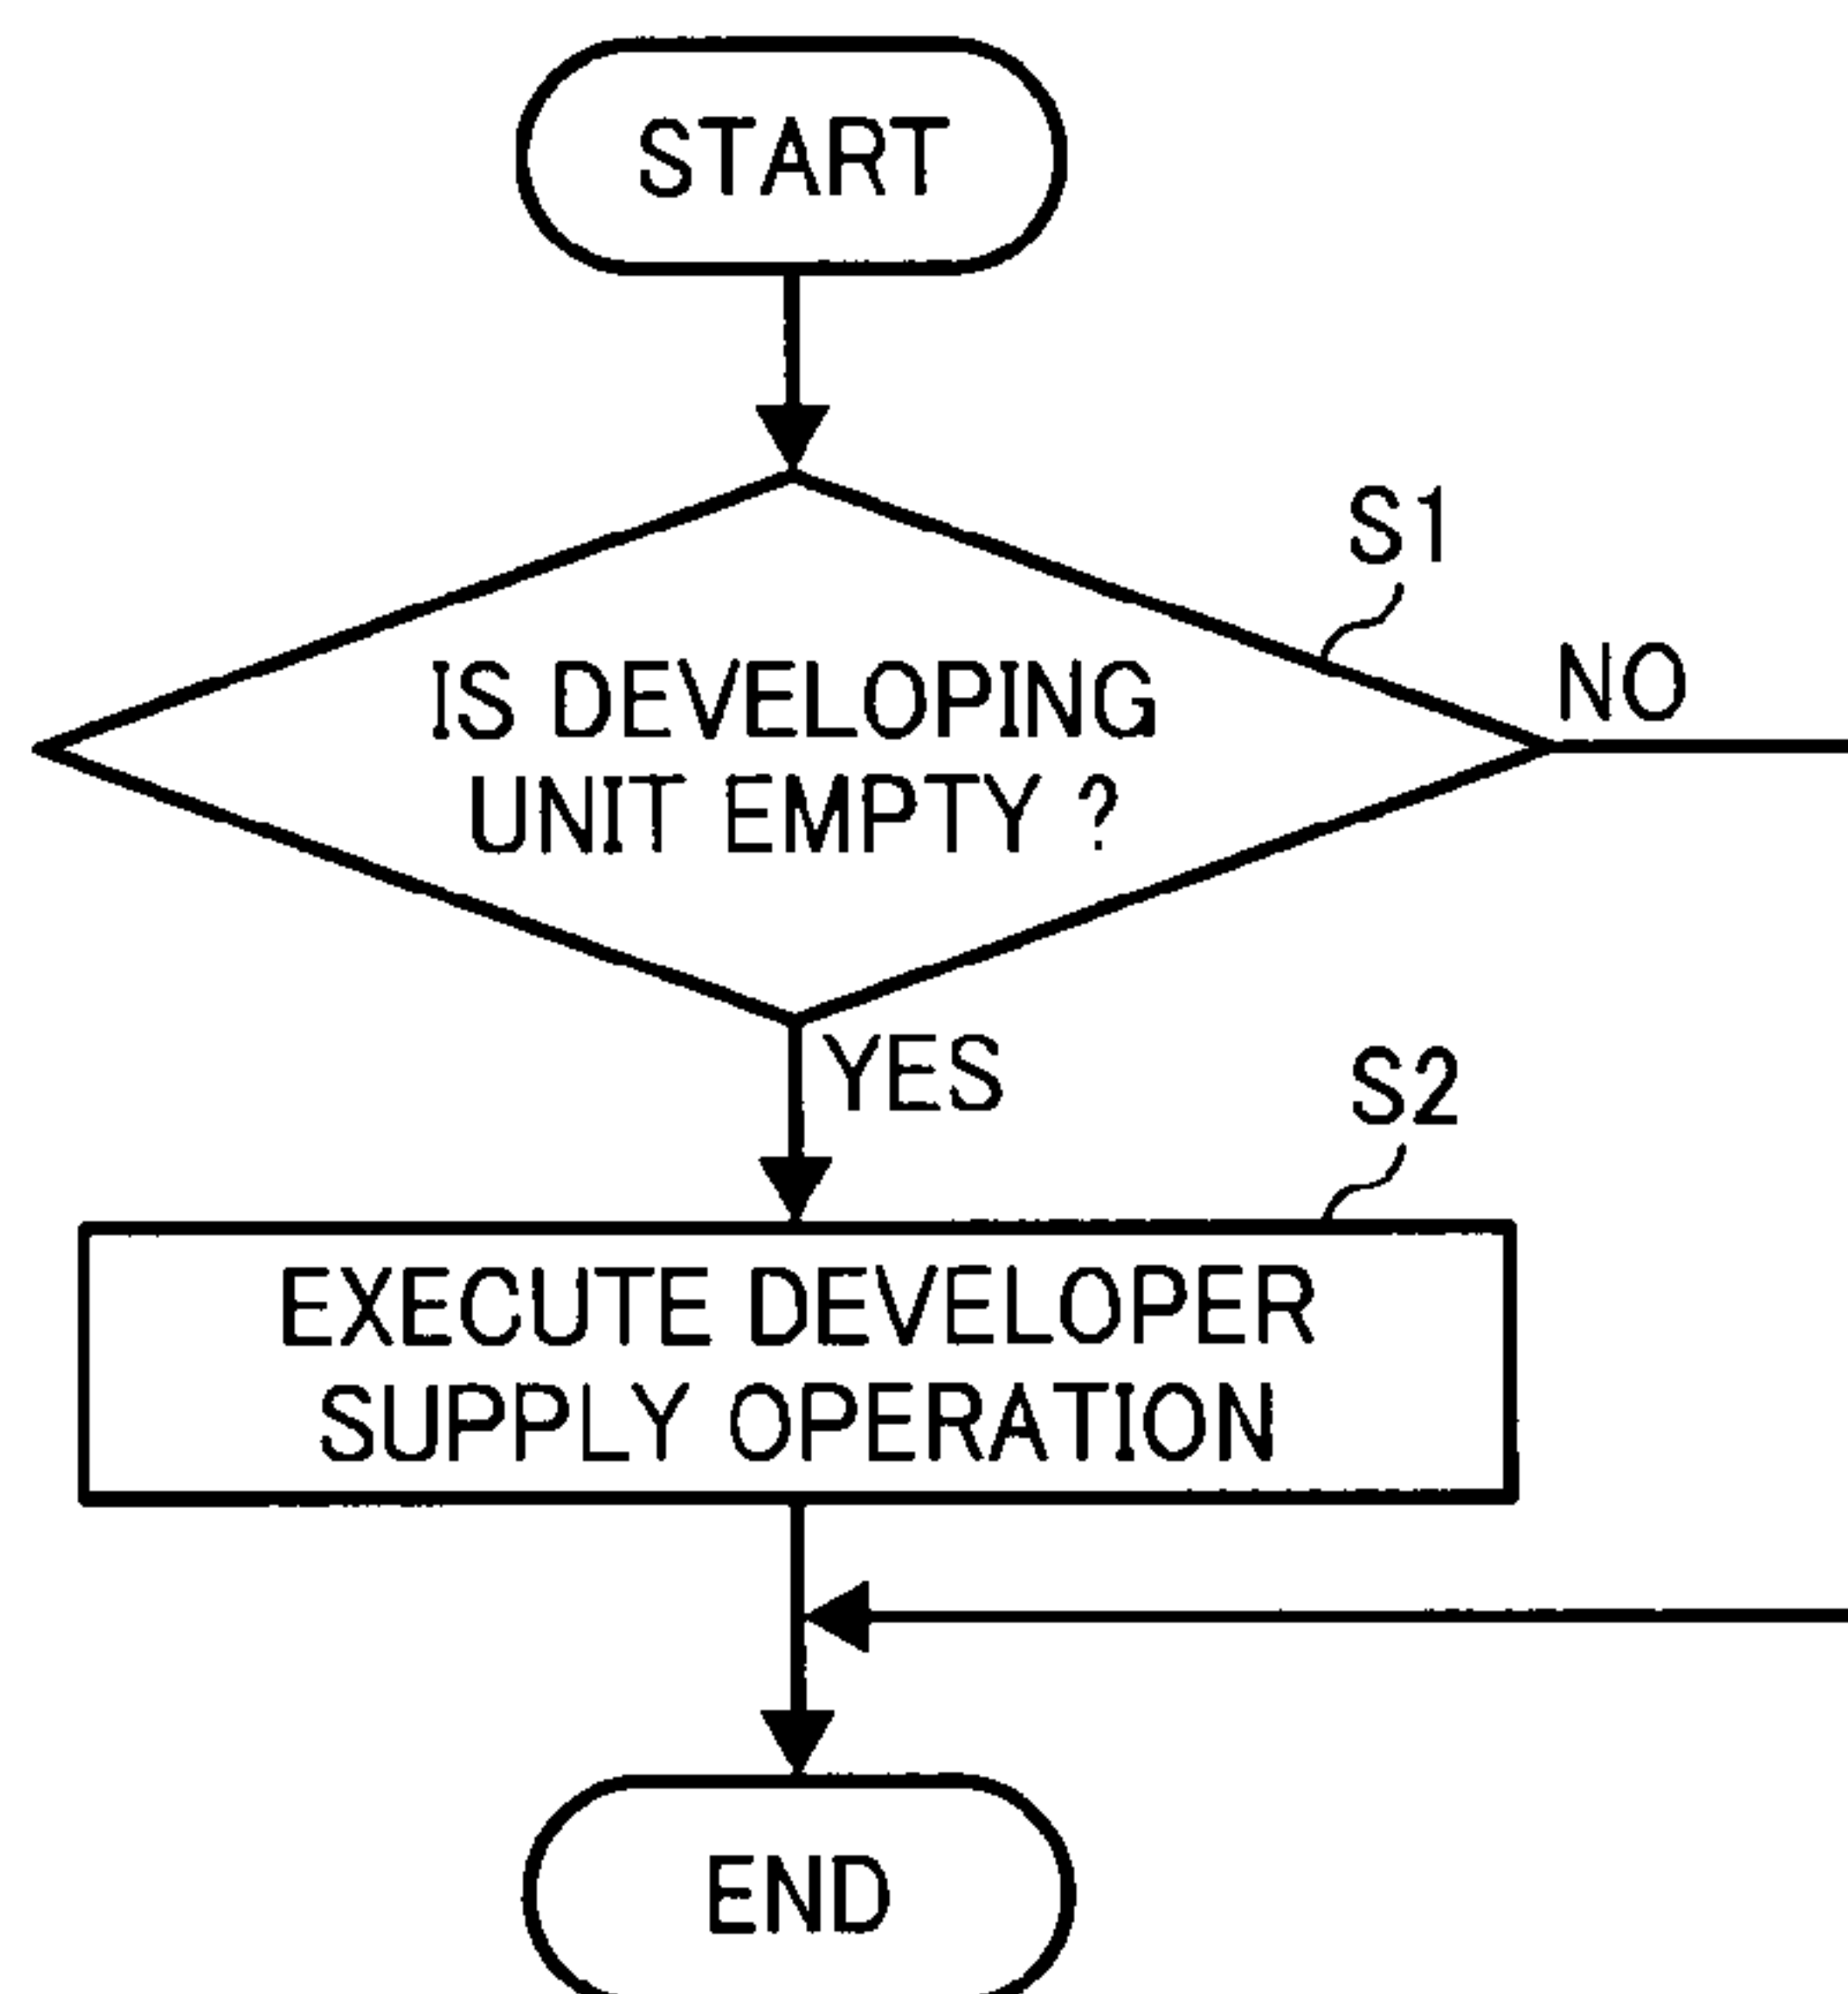 START
S1
IS DEVELOPING
UNIT EMPTY ?
NO
YES
S2
EXECUTE DEVELOPER
SUPPLY OPERATION
END